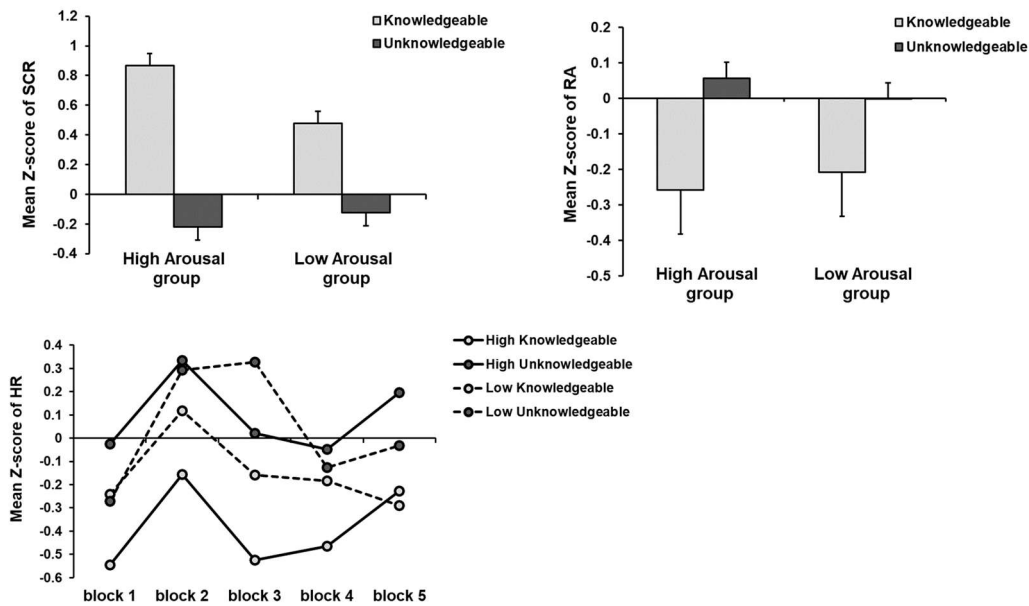 Mean Z-score of SCR
1.2
1
0.8
0.6
0.4
0.2
0
-0.2
-0.4
Knowledgeable
Unknowledgeable
High Arousal
group
Low Arousal
group
Mean Z-score of RA
0.2
0.1
0
-0.1
-0.2
-0.3
-0.4
-0.5
Knowledgeable
Unknowledgeable
High Arousal
group
Low Arousal
group
Mean Z-score of HR
0.4
0.3
0.2
0.1
0
-0.1
-0.2
-0.3
-0.4
-0.5
-0.6
block 1
block 2
block 3
block 4
block 5
High Knowledgeable
High Unknowledgeable
Low Knowledgeable
Low Unknowledgeable